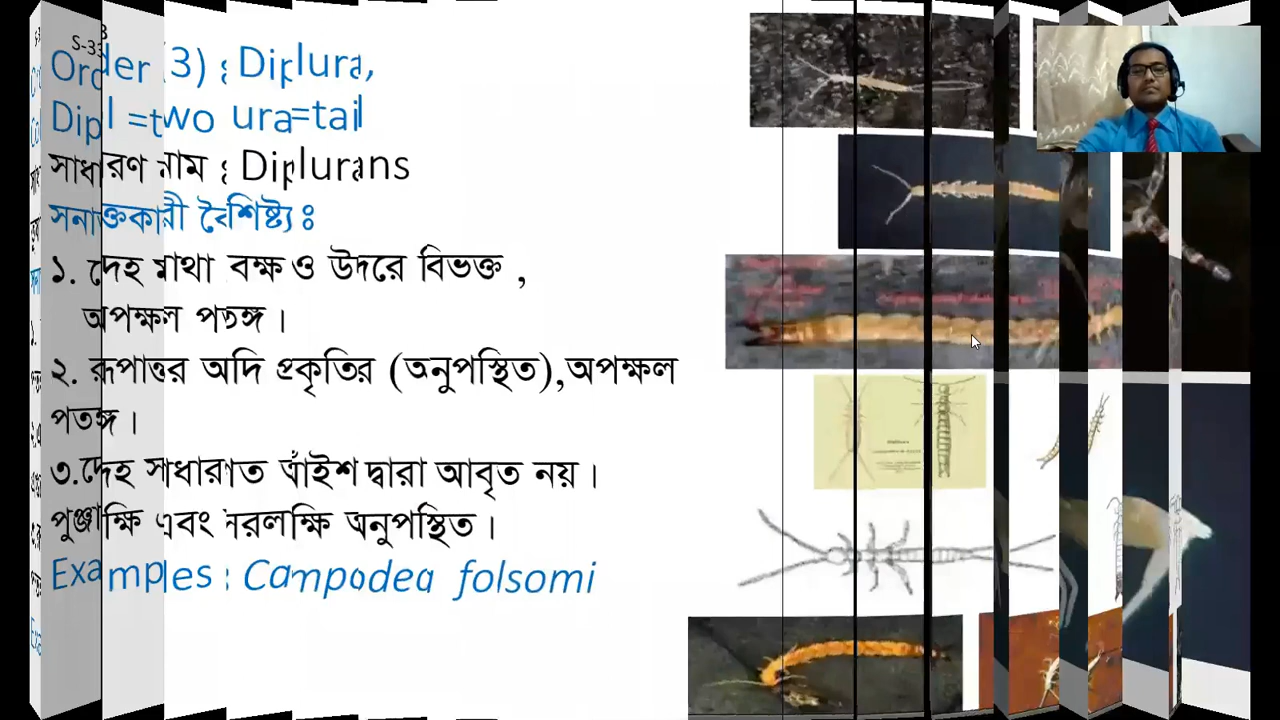 S-33
Order (3) ঃ Diplura,
Dipl =two ura=tail
সাধারণ নাম ঃ Diplurans
সনাক্তকারী বৈশিষ্ট্য ঃ
১. দেহ মাথা বক্ষ ও উদরে বিভক্ত ,
অপক্ষল পতঙ্গ ।
২. রূপান্তর অদি প্রকৃতির (অনুপস্থিত),অপক্ষল
পতঙ্গ ।
৩.দেহ সাধারণত আঁইশ দ্বারা আবৃত নয় ।
পুঞ্জাক্ষি এবং সরলাক্ষি অনুপস্থিত ।
Examples : Campodea folsomi